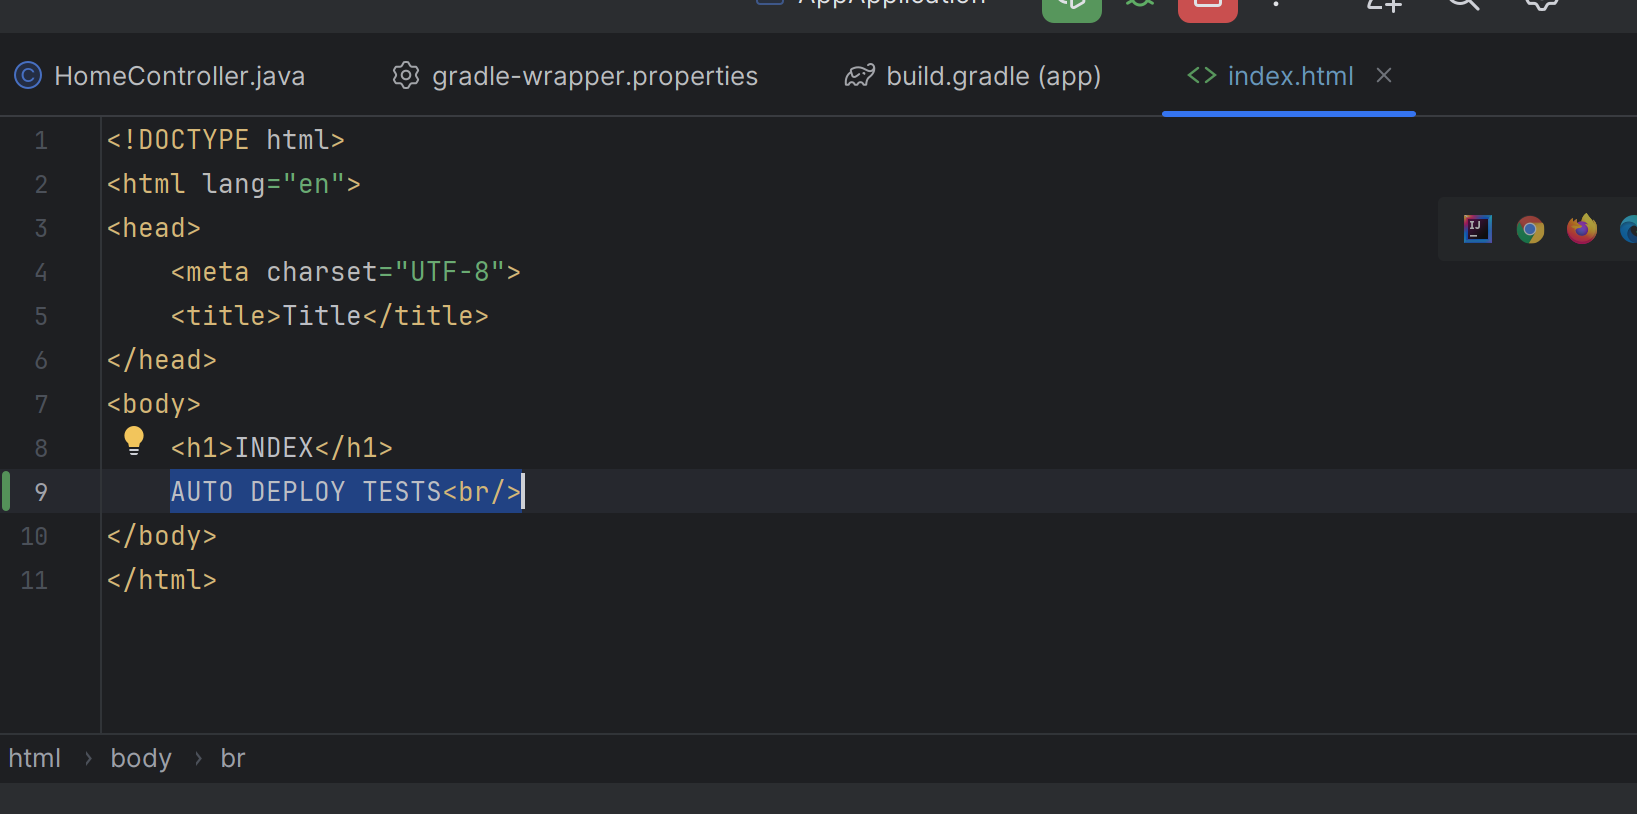 AppApplication
HomeController.java gradle-wrapper.properties build.gradle (app) index.html
1 <!DOCTYPE html>
2 <html lang="en">
3 <head>
4 <meta charset="UTF-8">
5 <title>Title</title>
6 </head>
7 <body>
8 <h1>INDEX</h1>
9 AUTO DEPLOY TESTS<br/>
10 </body>
11 </html>
html › body › br